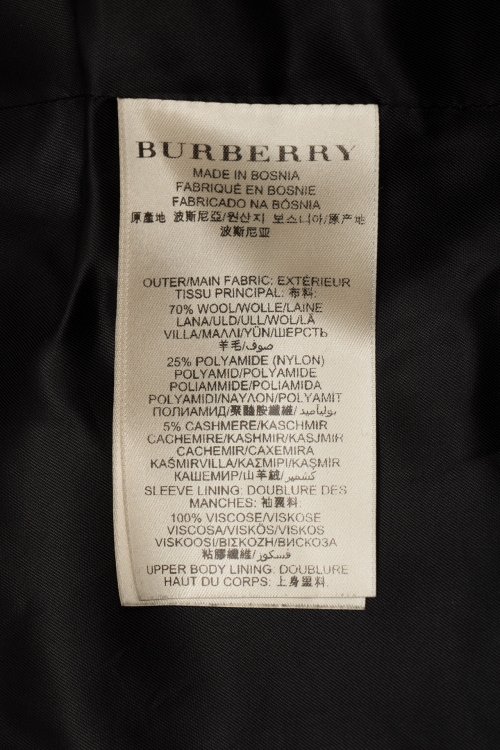 BURBERRY
MADE IN BOSNIA
FABRIQUÉ EN BOSNIE
FABRICADO NA BÓSNIA
原產地 波斯尼亞/원산지 보스니아/原产地
波斯尼亚
OUTER/MAIN FABRIC: EXTÉRIEUR
TISSU PRINCIPAL: 布料:
70% WOOL/WOLLE/LAINE
LANA/ULD/ULL/WOL/LÃ
VILLA/ΜΑΛΛΙ/YÜN/ШЕРСТЬ
羊毛/صوف
25% POLYAMIDE (NYLON)
POLYAMID/POLYAMIDE
POLIAMMIDE/POLIAMIDA
POLYAMIDI/ΝΑΥΛΟΝ/POLYAMIT
ПОЛИАМИД/聚醯胺纖維/بولياميد
5% CASHMERE/KASCHMIR
CACHEMIRE/KASHMIR/KASJMIR
CACHEMIR/CAXEMIRA
KAŠMIRVILLA/ΚΑΣΜΙΡΙ/KAŞMIR
КАШЕМИР/山羊絨/كشمير
SLEEVE LINING: DOUBLURE DES
MANCHES: 袖裏料:
100% VISCOSE/VISKOSE
VISCOSA/VISKÓS/VISKOS
VISKOOSI/ΒΙΣΚΟΖΗ/ВИСКОЗА
粘膠纖維/فسكوز
UPPER BODY LINING: DOUBLURE
HAUT DU CORPS: 上身里料: